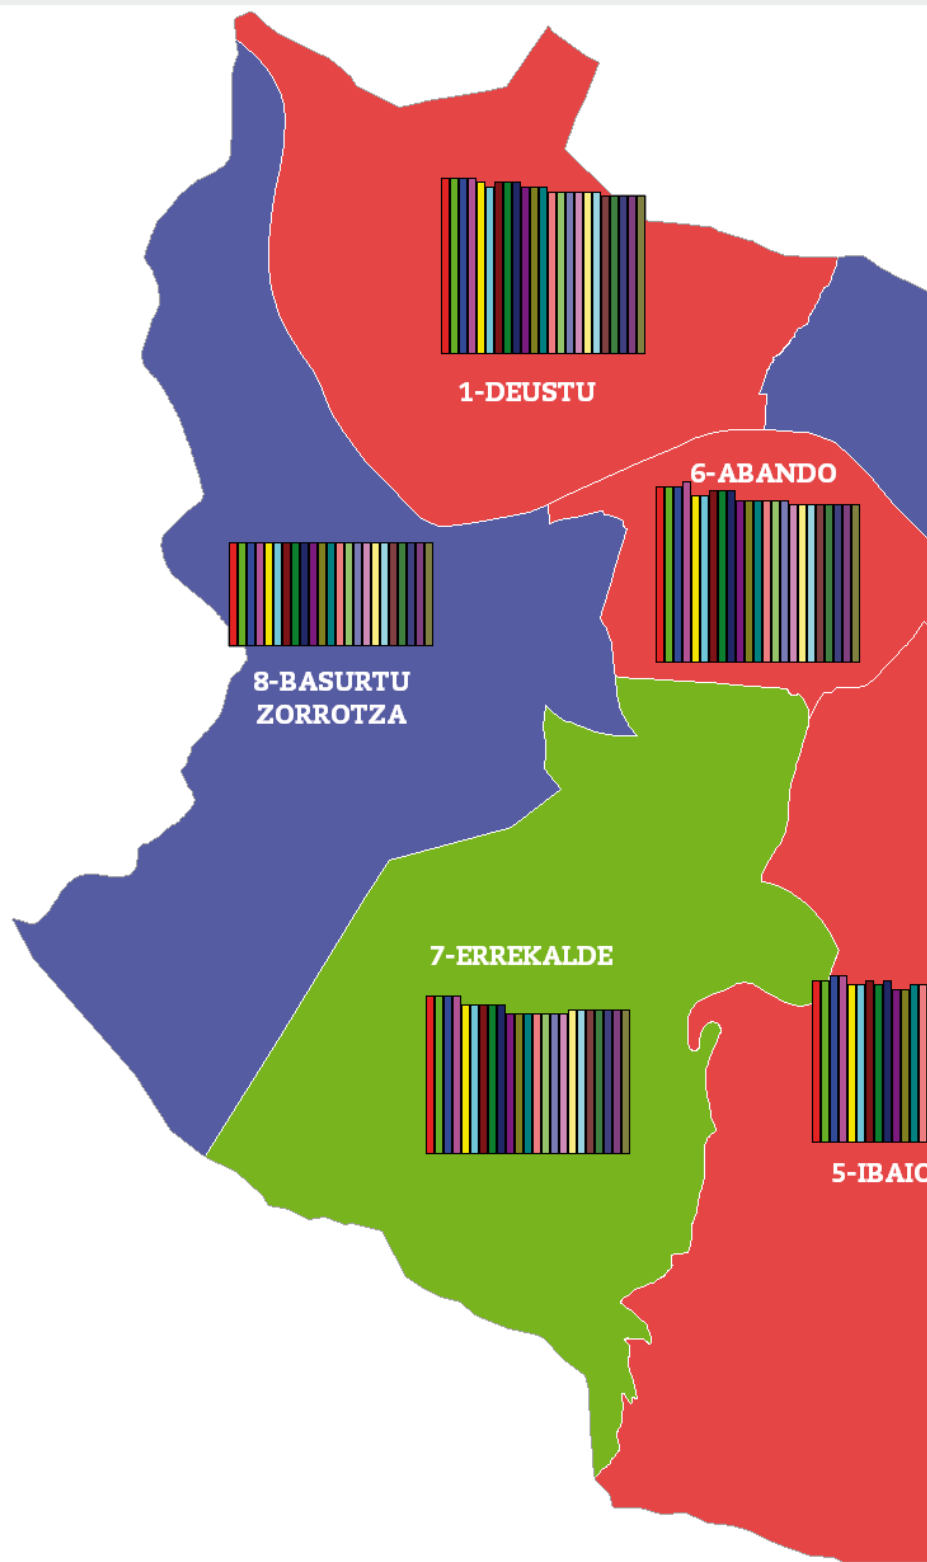 1-DEUSTU
6-ABANDO
8-BASURTU
ZORROTZA
7-ERREKALDE
5-IBAIO